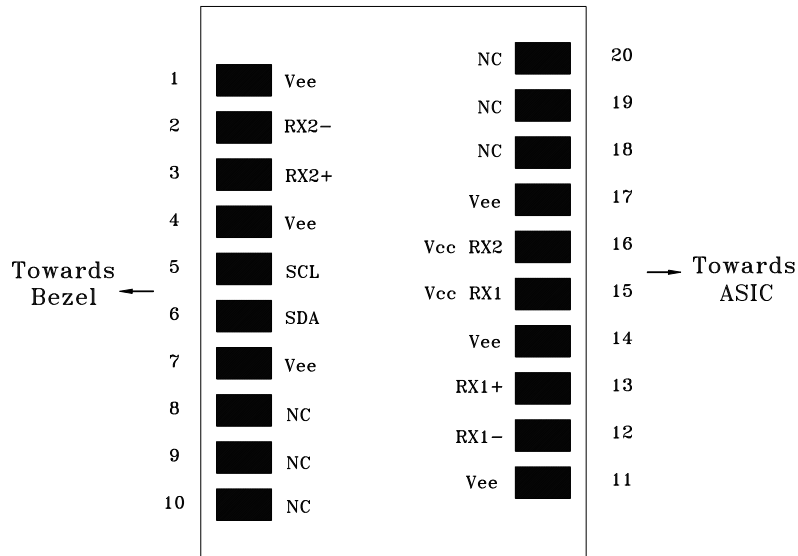 1 Vee
2 RX2-
3 RX2+
4 Vee
5 SCL
6 SDA
7 Vee
8 NC
9 NC
10 NC
Towards
Bezel
NC 20
NC 19
NC 18
Vee 17
Vcc RX2 16
Vcc RX1 15
Vee 14
RX1+ 13
RX1- 12
Vee 11
Towards
ASIC